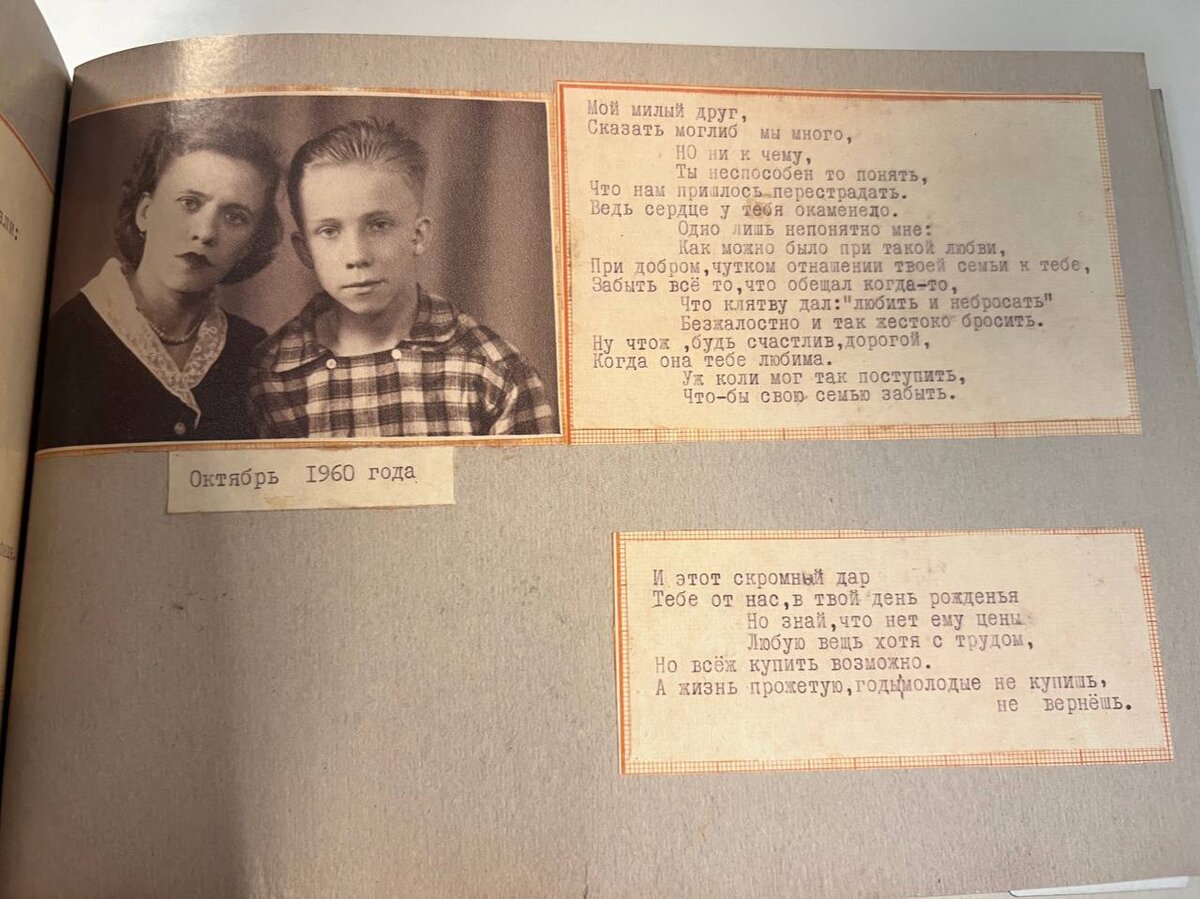 али:
Мой милый друг,
Сказать моглиб мы много,
НО ни к чему,
Ты неспособен то понять,
Что нам пришлось перестрадать.
Ведь сердце у тебя окаменело.
Одно лишь непонятно мне:
Как можно было при такой любви,
При добром,чутком отнашении твоей семьи к тебе,
Забыть всё то,что обещал когда-то,
Что клятву дал:"любить и небросать"
Безжалостно и так жестоко бросить.
Ну чтож ,будь счастлив,дорогой,
Когда она тебе любима.
Уж коли мог так поступить,
Что-бы свою семью забыть.
Октябрь 1960 года
И этот скромный дар
Тебе от нас,в твой день рожденья
Но знай,что нет ему цены
Любую вещь хотя с трудом,
Но всёж купить возможно.
А жизнь прожетую,годы молодые не купишь,
не вернёшь.